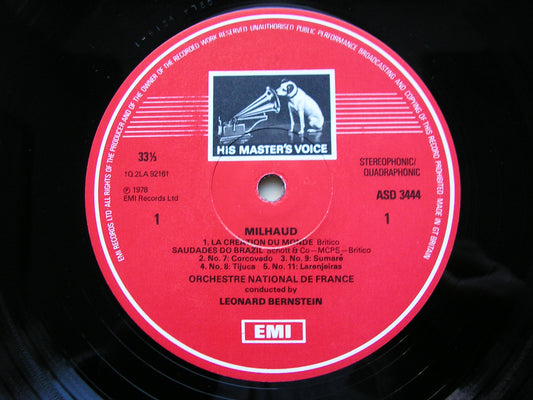 EMI RECORDS LTD ALL RIGHTS OF THE PRODUCER AND OF THE OWNER OF THE RECORDED WORK RESERVED UNAUTHORISED PUBLIC PERFORMANCE BROADCASTING AND COPYING OF THIS RECORD PROHIBITED MADE IN GT BRITAIN
HIS MASTER'S VOICE
33⅓
1Q 2LA 92161
℗ 1978
EMI Records Ltd
1
STEREOPHONIC/
QUADRAPHONIC
ASD 3444
1
MILHAUD
1. LA CREATION DU MONDE Britico
SAUDADES DO BRAZIL Schott & Co–MCPS–Britico
2. No. 7: Corcovado 3. No. 9: Sumaré
4. No. 8: Tijuca 5. No. 11: Laranjeiras
ORCHESTRE NATIONAL DE FRANCE
conducted by
LEONARD BERNSTEIN
EMI